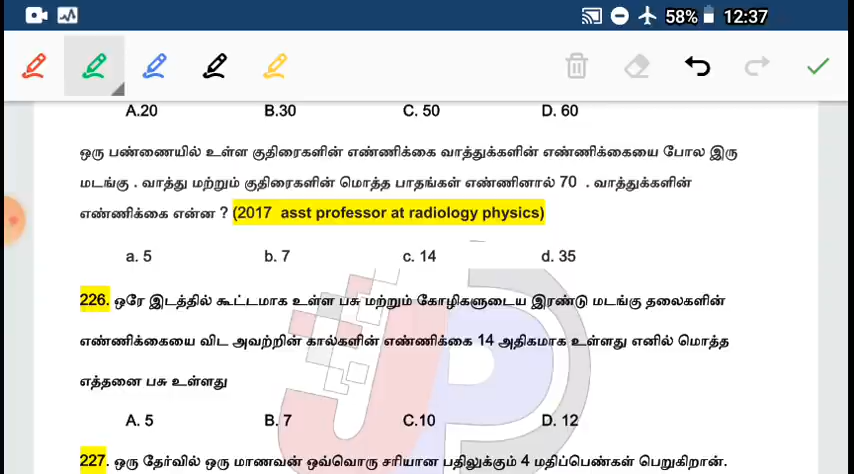 58% 12:37
A.20 B.30 C. 50 D. 60
ஒரு பண்ணையில் உள்ள குதிரைகளின் எண்ணிக்கை வாத்துக்களின் எண்ணிக்கையை போல இரு
மடங்கு . வாத்து மற்றும் குதிரைகளின் மொத்த பாதங்கள் எண்ணினால் 70 . வாத்துக்களின்
எண்ணிக்கை என்ன ? (2017 asst professor at radiology physics)
a. 5 b. 7 c. 14 d. 35
226. ஒரே இடத்தில் கூட்டமாக உள்ள பசு மற்றும் கோழிகளுடைய இரண்டு மடங்கு தலைகளின்
எண்ணிக்கையை விட அவற்றின் கால்களின் எண்ணிக்கை 14 அதிகமாக உள்ளது எனில் மொத்த
எத்தனை பசு உள்ளது
A. 5 B. 7 C.10 D. 12
227. ஒரு தேர்வில் ஒரு மாணவன் ஒவ்வொரு சரியான பதிலுக்கும் 4 மதிப்பெண்கள் பெறுகிறான்.